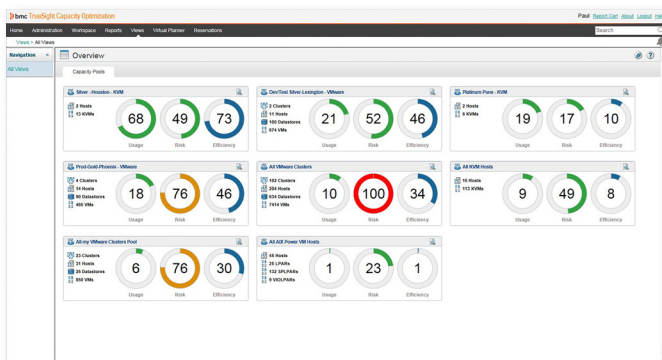 bmc TrueSight Capacity Optimization
Paul Report Cart About Logout Help
Home Administration Workspace Reports Views Virtual Planner Reservations
Search
Views > All Views
Navigation «
Overview
All Views
Capacity Pools
Silver - Houston - KVM
2 Hosts
13 KVMs
68 49 73
Usage Risk Efficiency
Dev/Test Silver-Lexington - VMware
2 Clusters
11 Hosts
100 Datastores
874 VMs
21 52 46
Usage Risk Efficiency
Platinum Pune - KVM
2 Hosts
KVMs
19 17 10
Usage Risk Efficiency
Prod-Gold-Phoenix - VMware
4 Clusters
14 Hosts
90 Datastores
485 VMs
18 76 46
Usage Risk Efficiency
All VMware Clusters
102 Clusters
204 Hosts
634 Datastores
7414 VMs
10 100 34
Usage Risk Efficiency
All KVM Hosts
15 Hosts
113 KVMs
9 49 8
Usage Risk Efficiency
All-my VMware Clusters Pool
23 Clusters
31 Hosts
26 Datastores
850 VMs
6 76 30
Usage Risk Efficiency
All AIX Power VM Hosts
46 Hosts
26 LPARs
132 SPLPARs
9 VIOLPARs
1 23 1
Usage Risk Efficiency